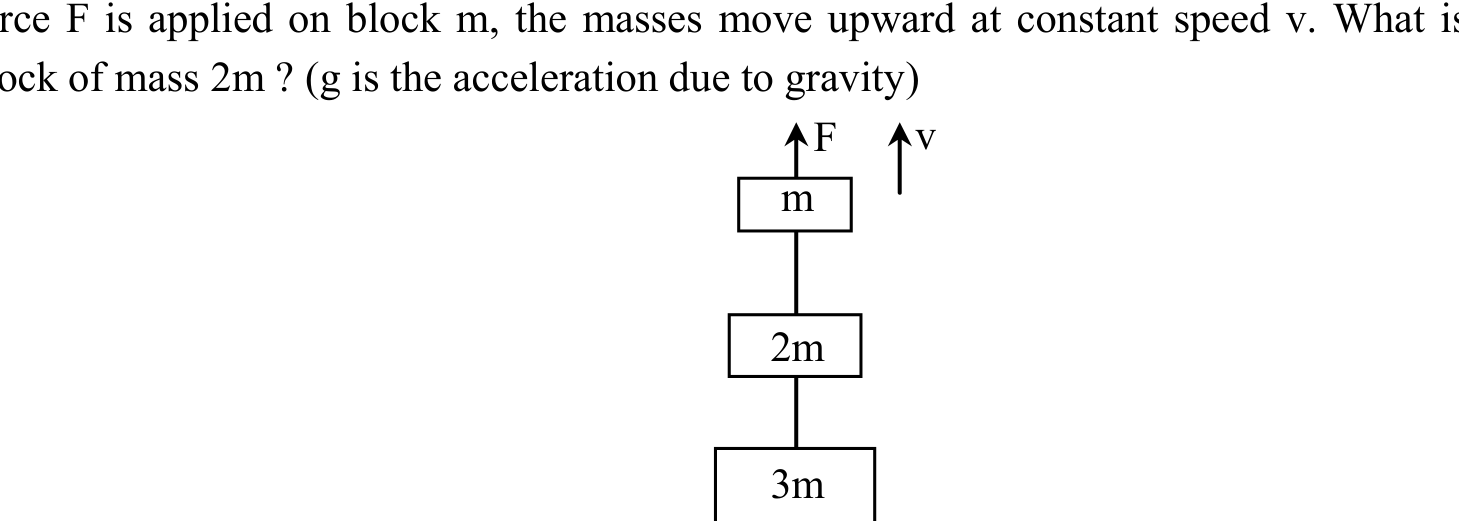 rce F is applied on block m, the masses move upward at constant speed v. What is
ock of mass 2m ? (g is the acceleration due to gravity)
F v
m
2m
3m